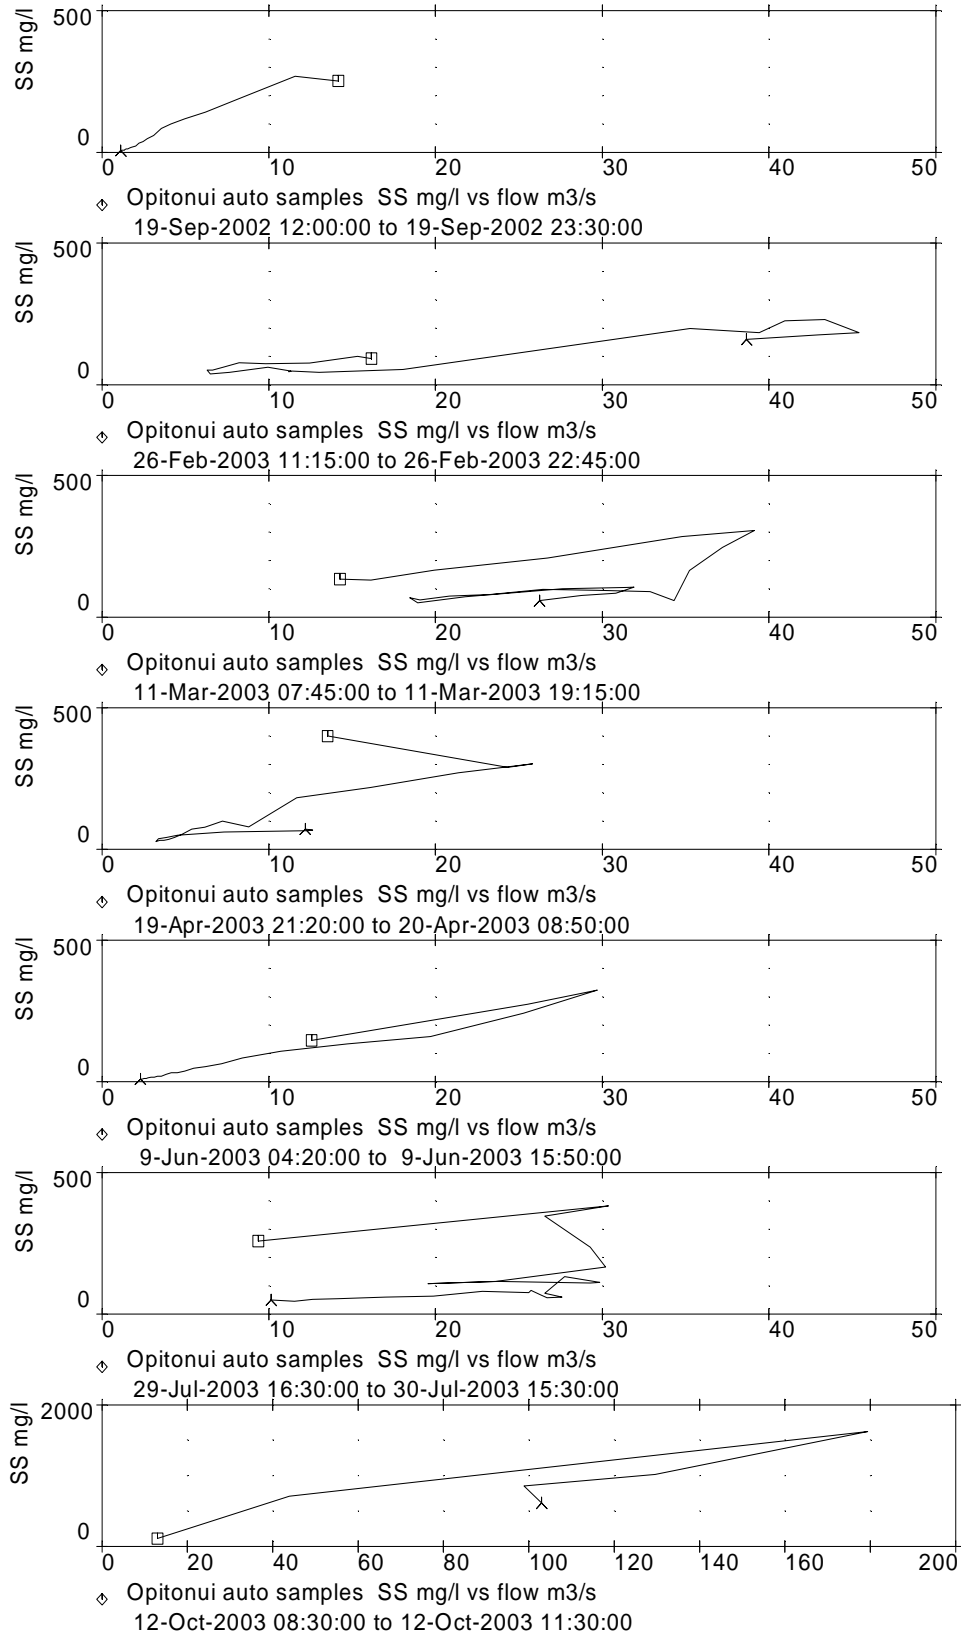 SS mg/l
500
0
0 10 20 30 40 50
Opitonui auto samples SS mg/l vs flow m3/s
19-Sep-2002 12:00:00 to 19-Sep-2002 23:30:00
SS mg/l
500
0
0 10 20 30 40 50
Opitonui auto samples SS mg/l vs flow m3/s
26-Feb-2003 11:15:00 to 26-Feb-2003 22:45:00
SS mg/l
500
0
0 10 20 30 40 50
Opitonui auto samples SS mg/l vs flow m3/s
11-Mar-2003 07:45:00 to 11-Mar-2003 19:15:00
SS mg/l
500
0
0 10 20 30 40 50
Opitonui auto samples SS mg/l vs flow m3/s
19-Apr-2003 21:20:00 to 20-Apr-2003 08:50:00
SS mg/l
500
0
0 10 20 30 40 50
Opitonui auto samples SS mg/l vs flow m3/s
9-Jun-2003 04:20:00 to 9-Jun-2003 15:50:00
SS mg/l
500
0
0 10 20 30 40 50
Opitonui auto samples SS mg/l vs flow m3/s
29-Jul-2003 16:30:00 to 30-Jul-2003 15:30:00
SS mg/l
2000
0
0 20 40 60 80 100 120 140 160 200
Opitonui auto samples SS mg/l vs flow m3/s
12-Oct-2003 08:30:00 to 12-Oct-2003 11:30:00